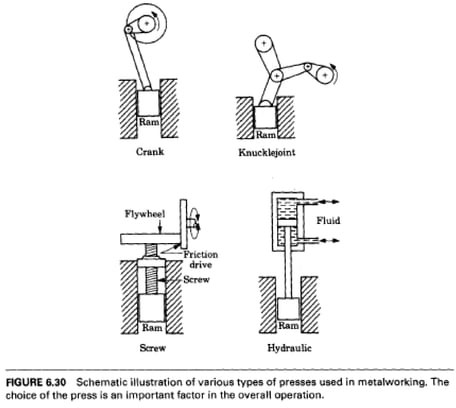 Ram
Crank
Ram
Knucklejoint
Flywheel
Friction
drive
Screw
Ram
Screw
Fluid
Ram
Hydraulic
FIGURE 6.30 Schematic illustration of various types of presses used in metalworking. The
choice of the press is an important factor in the overall operation.